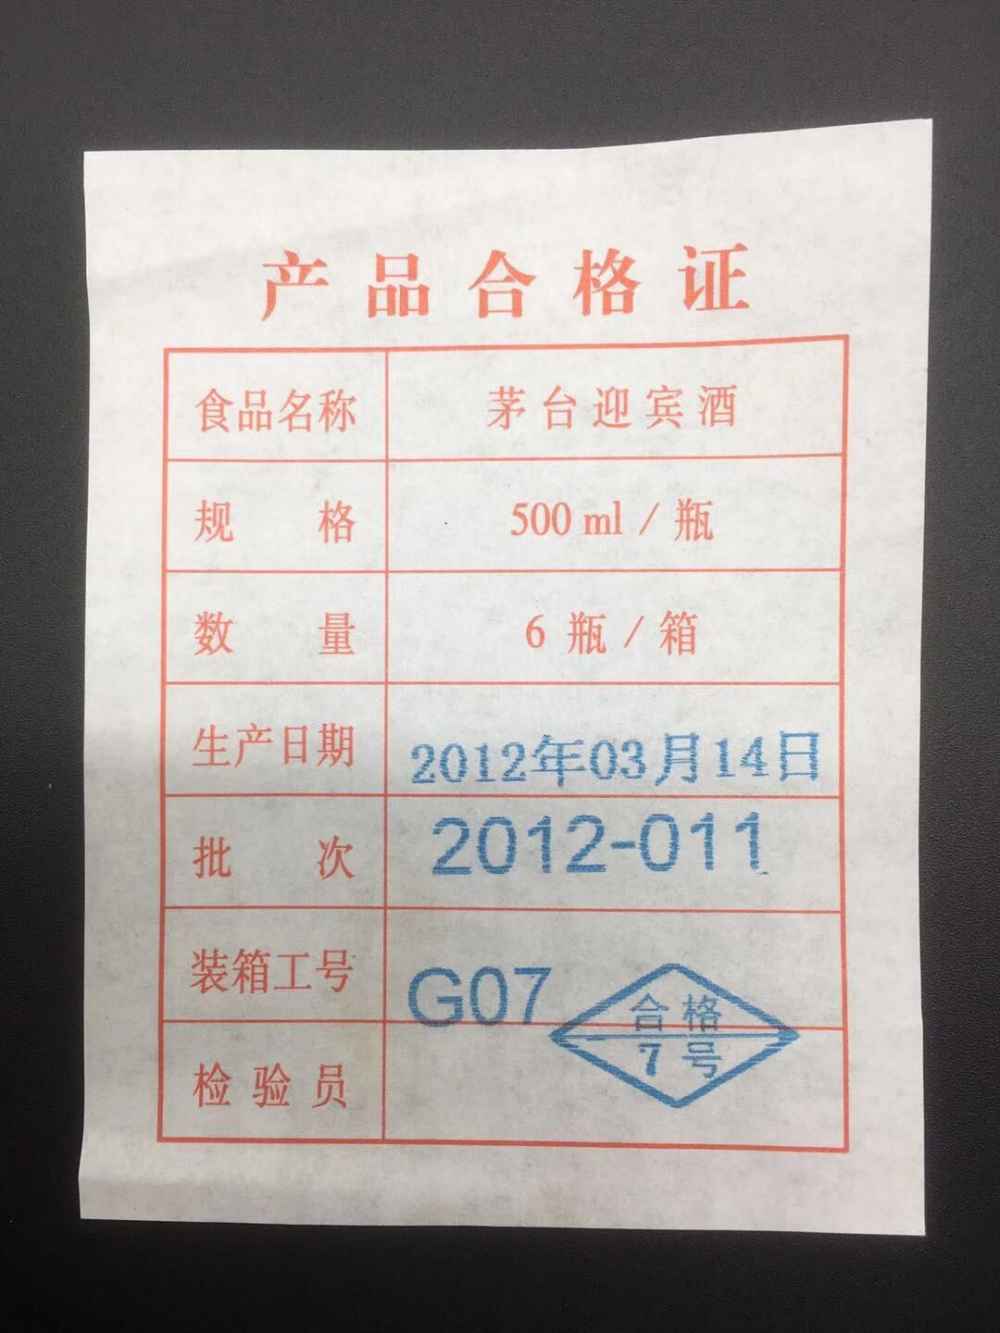 产品合格证
食品名称 茅台迎宾酒
规格 500 ml / 瓶
数量 6 瓶 / 箱
生产日期 2012年03月14日
批次 2012-011
装箱工号 G07
合格
7号
检验员